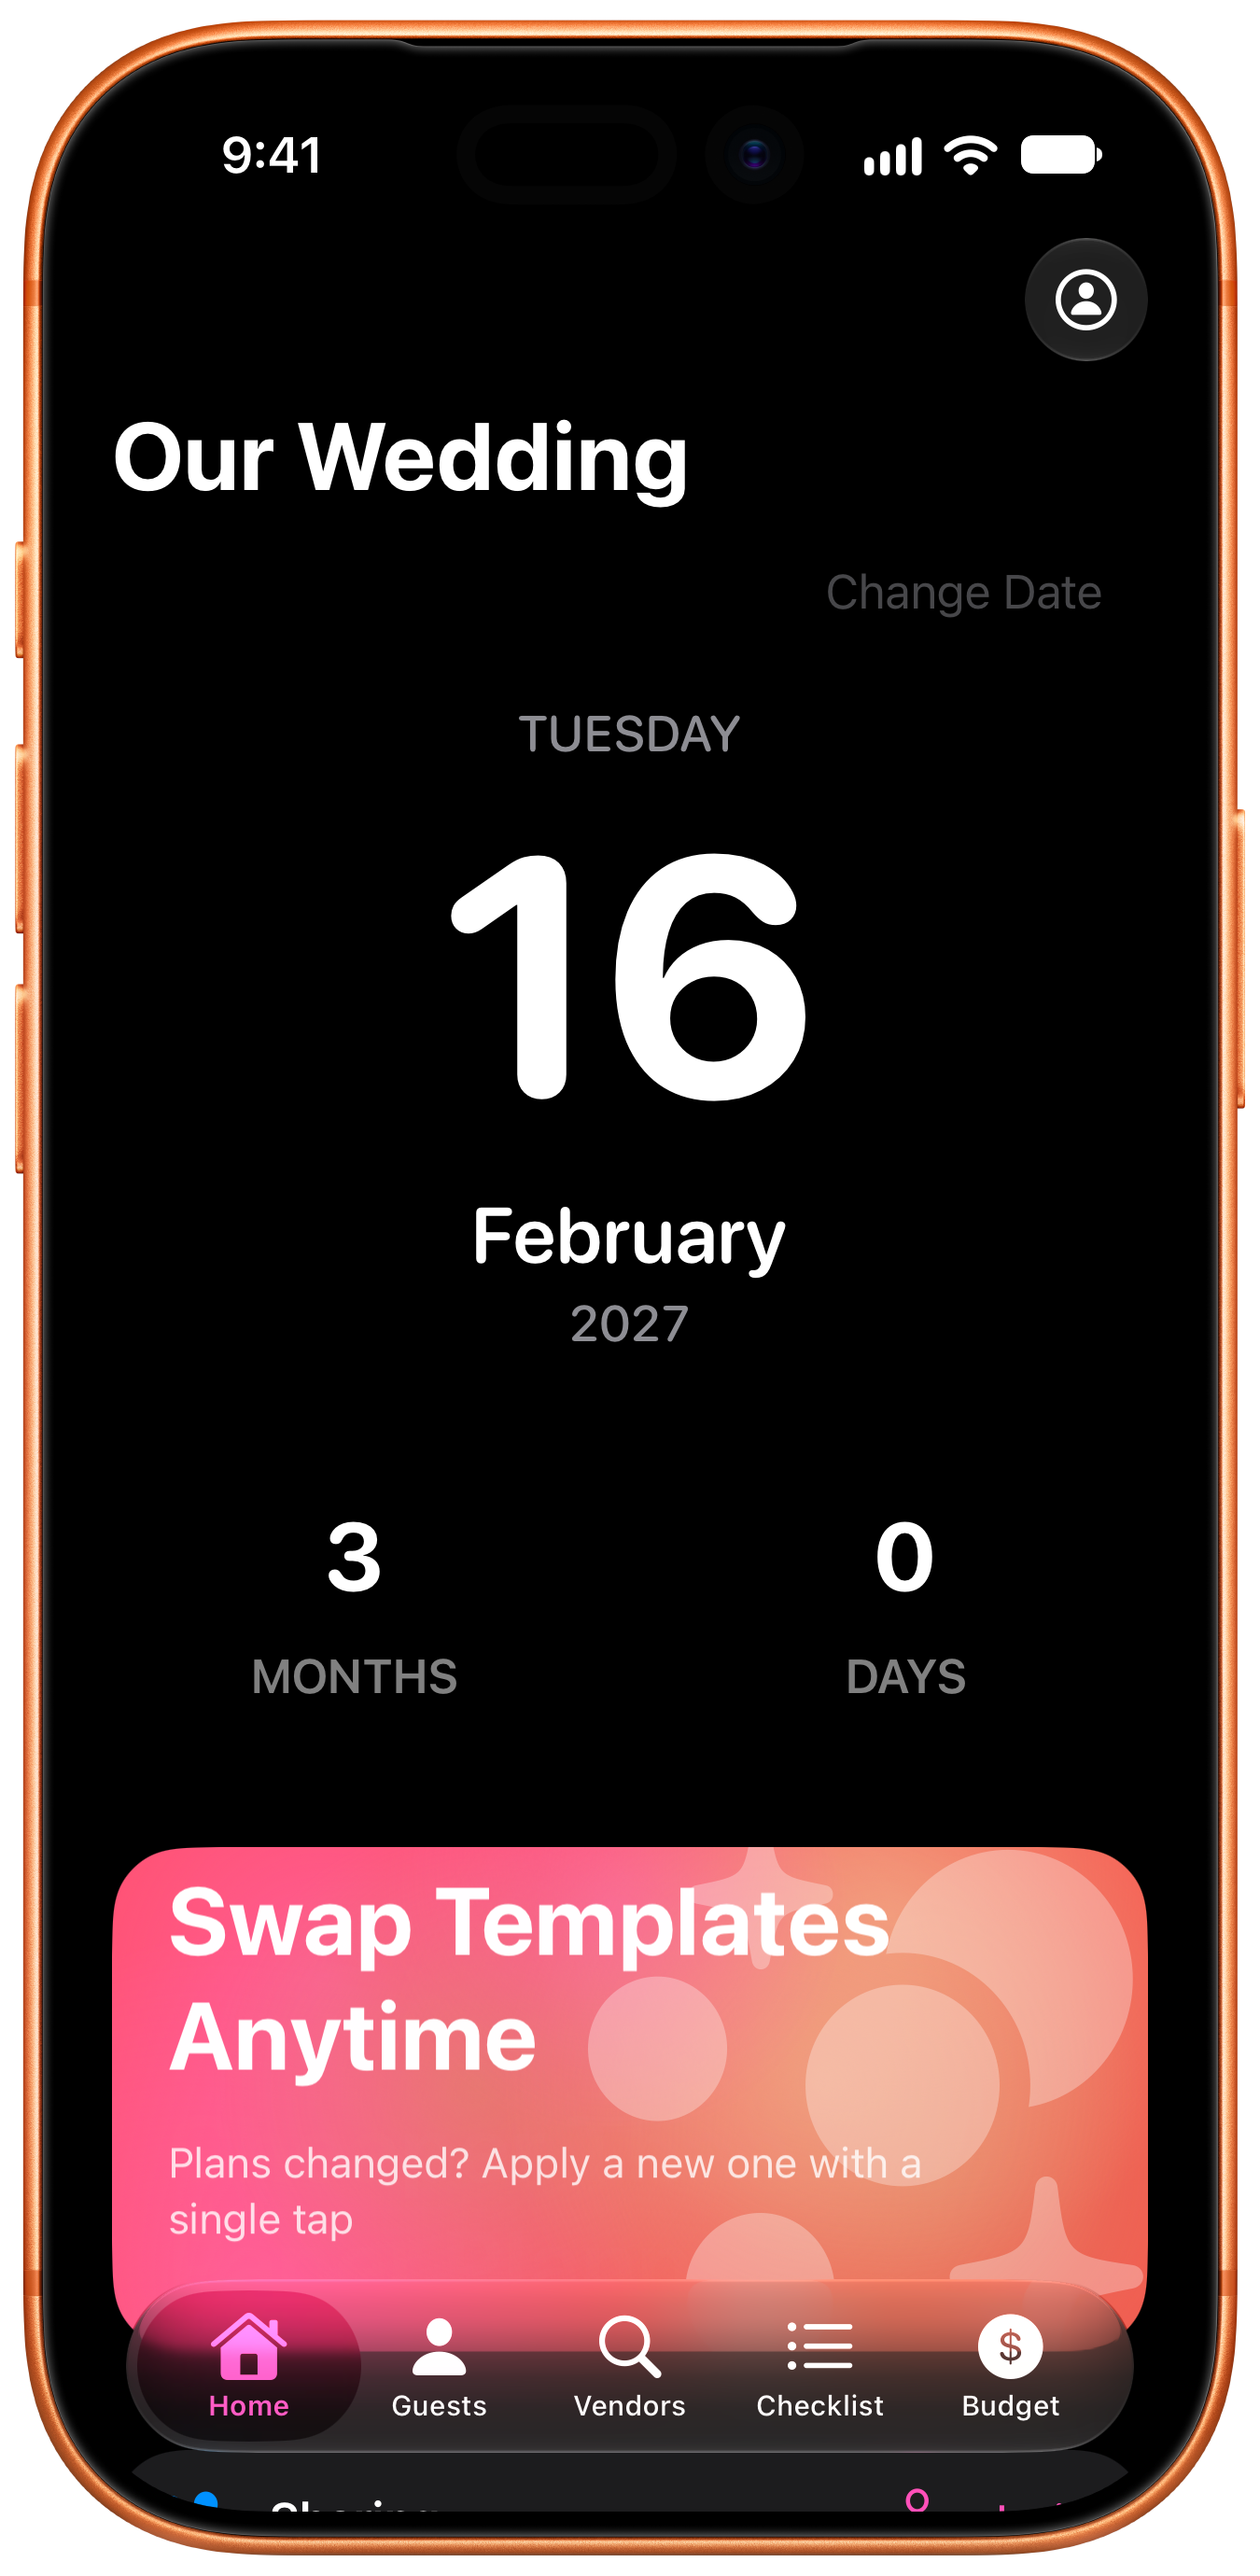 9:41
Our Wedding
Change Date
TUESDAY
16
February
2027
3
0
MONTHS
DAYS
Swap Templates
Anytime
Plans changed? Apply a new one with a
single tap
$
Home
Guests
Vendors
Checklist
Budget